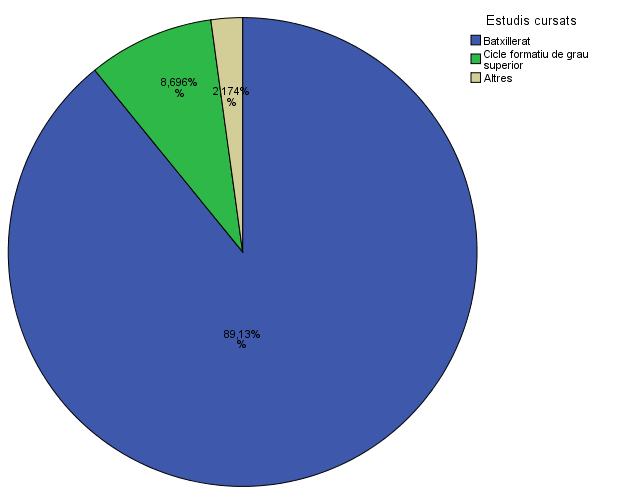 Estudis cursats
Batxillerat
Cicle formatiu de grau
superior
Altres
8,696%
%
2,174%
%
89,13%
%